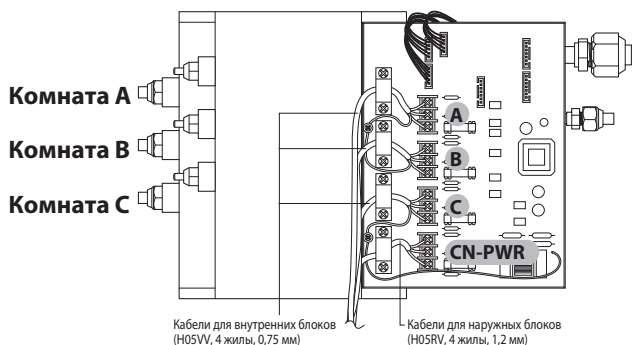 Комната A
Комната B
Комната C
A
B
C
CN-PWR
Кабели для внутренних блоков
(H05VV, 4 жилы, 0,75 мм)
Кабели для наружных блоков
(H05RV, 4 жилы, 1,2 мм)